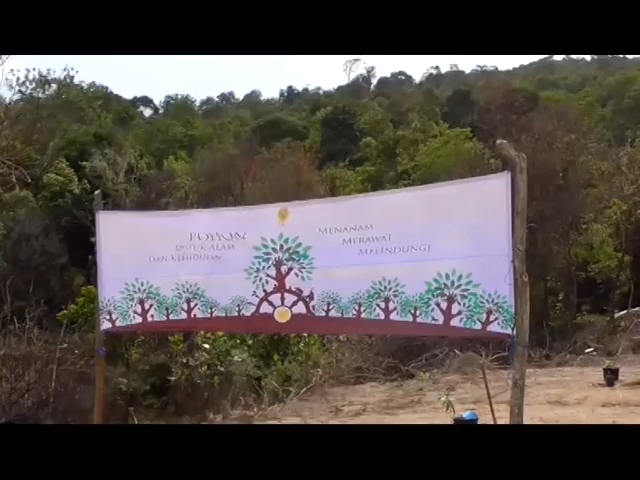 POHON
UNTUK ALAM
DAN KEHIDUPAN
MENANAM
MERAWAT
MELINDUNGI